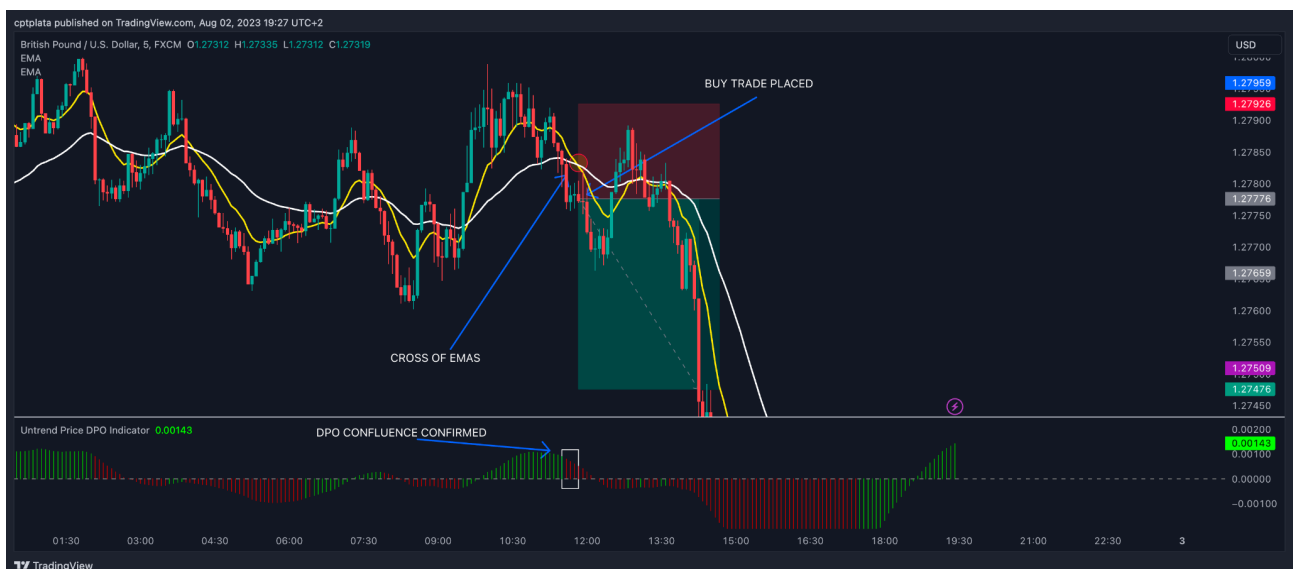 cptplata published on TradingView.com, Aug 02, 2023 19:27 UTC+2
British Pound / U.S. Dollar, 5, FXCM O1.27312 H1.27335 L1.27312 C1.27319
EMA
EMA
USD
BUY TRADE PLACED
1.27959
1.27926
1.27900
1.27850
1.27800
1.27776
1.27750
1.27700
1.27659
1.27600
1.27550
CROSS OF EMAS
1.27509
1.27476
1.27450
Untrend Price DPO Indicator 0.00143
DPO CONFLUENCE CONFIRMED
0.00200
0.00143
0.00100
0.00000
−0.00100
01:30 03:00 04:30 06:00 07:30 09:00 10:30 12:00 13:30 15:00 16:30 18:00 19:30 21:00 22:30 3
TradingView